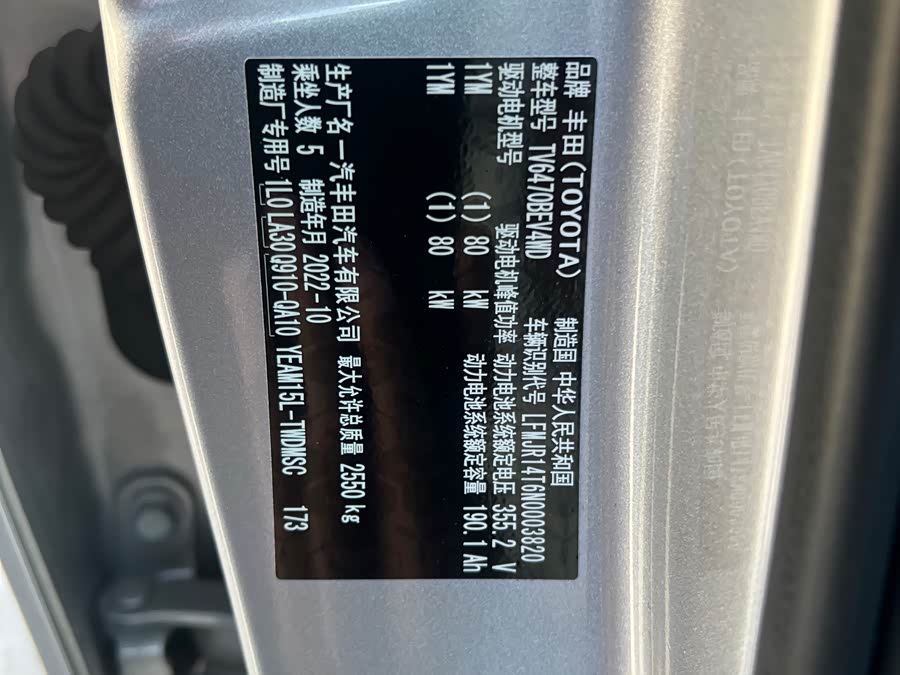 品牌 丰田(TOYOTA) 制造国 中华人民共和国
整车型号 TV6470BEV4WD 车辆识别代号 LFMJR14T6N0003820
驱动电机型号 驱动电机峰值功率 动力电池系统额定电压 355.2 V
1YM (1) 80 kW 动力电池系统额定容量 190.1 Ah
1YM (1) 80 kW
生产厂名 一汽丰田汽车有限公司 最大允许总质量 2550 kg
乘坐人数 5 制造年月 2022-10
制造厂专用号 1L0 LA30Q910-QA10 YEAM15L-TWDMSC 173